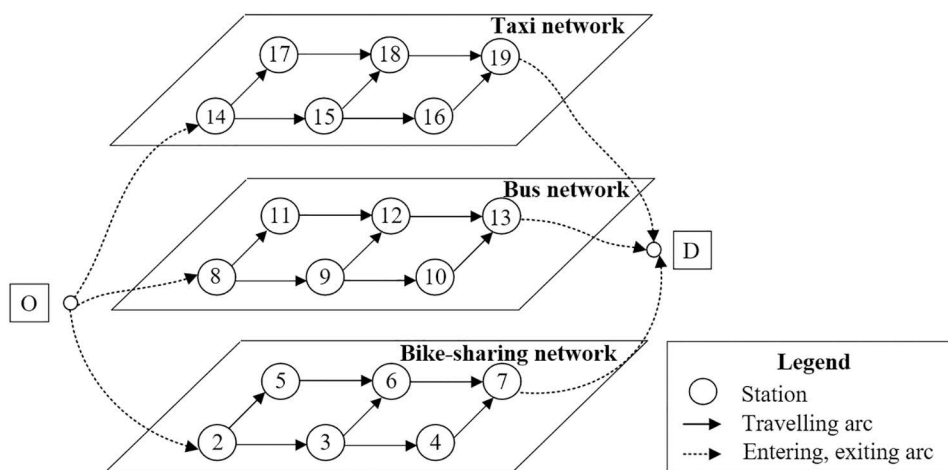 Taxi network
17 18 19
14 15 16
Bus network
11 12 13
8 9 10
D
O
Bike-sharing network
5 6 7
2 3 4
Legend
Station
Travelling arc
Entering, exiting arc